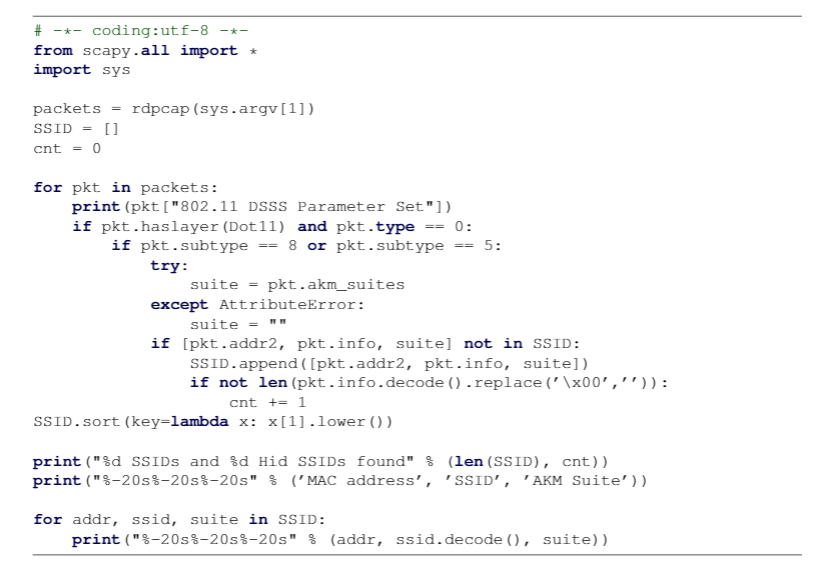 # -*- coding:utf-8 -*-
from scapy.all import *
import sys

packets = rdpcap(sys.argv[1])
SSID = []
cnt = 0

for pkt in packets:
    print(pkt["802.11 DSSS Parameter Set"])
    if pkt.haslayer(Dot11) and pkt.type == 0:
        if pkt.subtype == 8 or pkt.subtype == 5:
            try:
                suite = pkt.akm_suites
            except AttributeError:
                suite = ""
            if [pkt.addr2, pkt.info, suite] not in SSID:
                SSID.append([pkt.addr2, pkt.info, suite])
                if not len(pkt.info.decode().replace('\x00','')):
                    cnt += 1
SSID.sort(key=lambda x: x[1].lower())

print("%d SSIDs and %d Hid SSIDs found" % (len(SSID), cnt))
print("%-20s%-20s%-20s" % ('MAC address', 'SSID', 'AKM Suite'))

for addr, ssid, suite in SSID:
    print("%-20s%-20s%-20s" % (addr, ssid.decode(), suite))